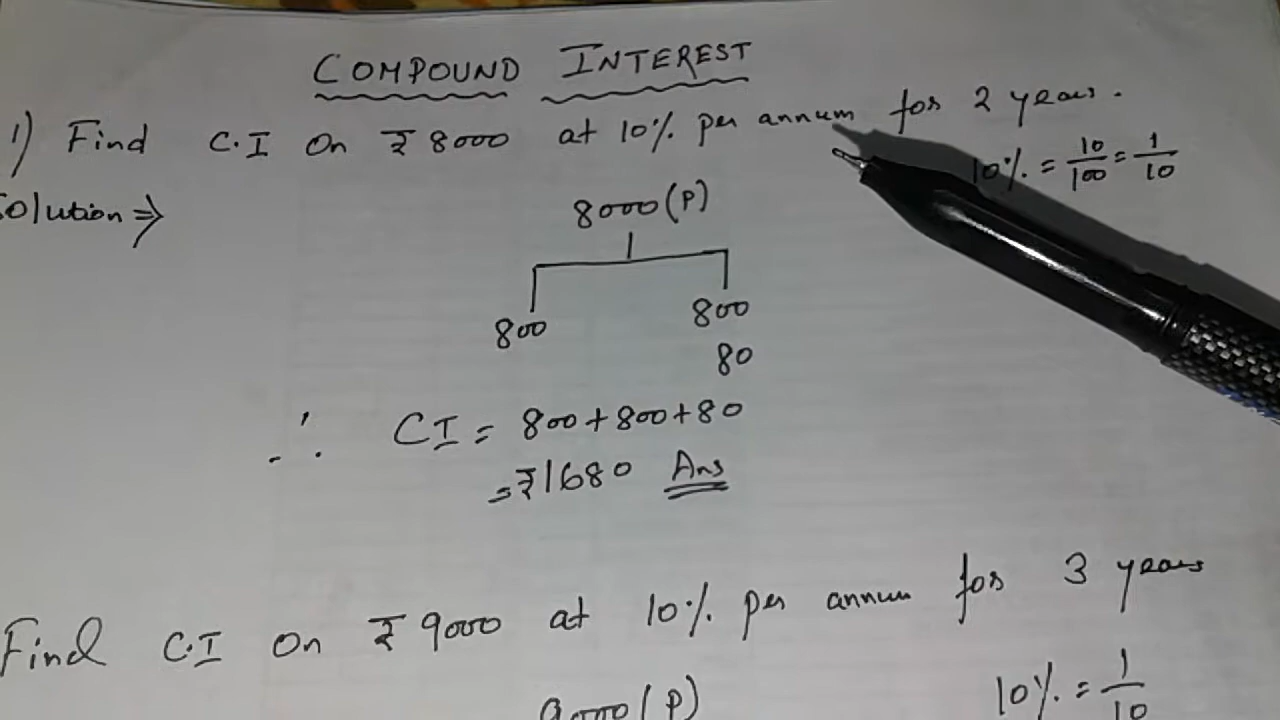 COMPOUND INTEREST
1) Find C.I On ₹ 8000 at 10% per annum for 2 years.
10% = 10/100 = 1/10
Solution ⇒
8000 (P)
800 800
80
∴ CI = 800+800+80
= ₹1680 Ans
Find C.I On ₹ 9000 at 10% per annum for 3 years
9000 (P) 10% = 1/10